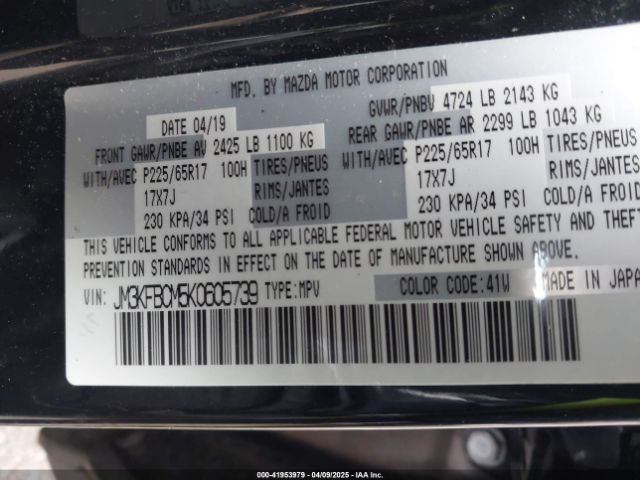 MFD. BY MAZDA MOTOR CORPORATION
DATE 04/19 GVWR/PNBV 4724 LB 2143 KG
FRONT GAWR/PNBE AV 2425 LB 1100 KG REAR GAWR/PNBE AR 2299 LB 1043 KG
WITH/AVEC P225/65R17 100H TIRES/PNEUS WITH/AVEC P225/65R17 100H TIRES/PNEUS
17X7J RIMS/JANTES 17X7J RIMS/JANTES
230 KPA/34 PSI COLD/A FROID 230 KPA/34 PSI COLD/A FROID
THIS VEHICLE CONFORMS TO ALL APPLICABLE FEDERAL MOTOR VEHICLE SAFETY AND THEFT
PREVENTION STANDARDS IN EFFECT ON THE DATE OF MANUFACTURE SHOWN ABOVE.
VIN: JM3KFBCM5K0605739 TYPE:MPV COLOR CODE:41W MADE IN JAPAN
000-41953979 04/09/2025 IAAI.COM